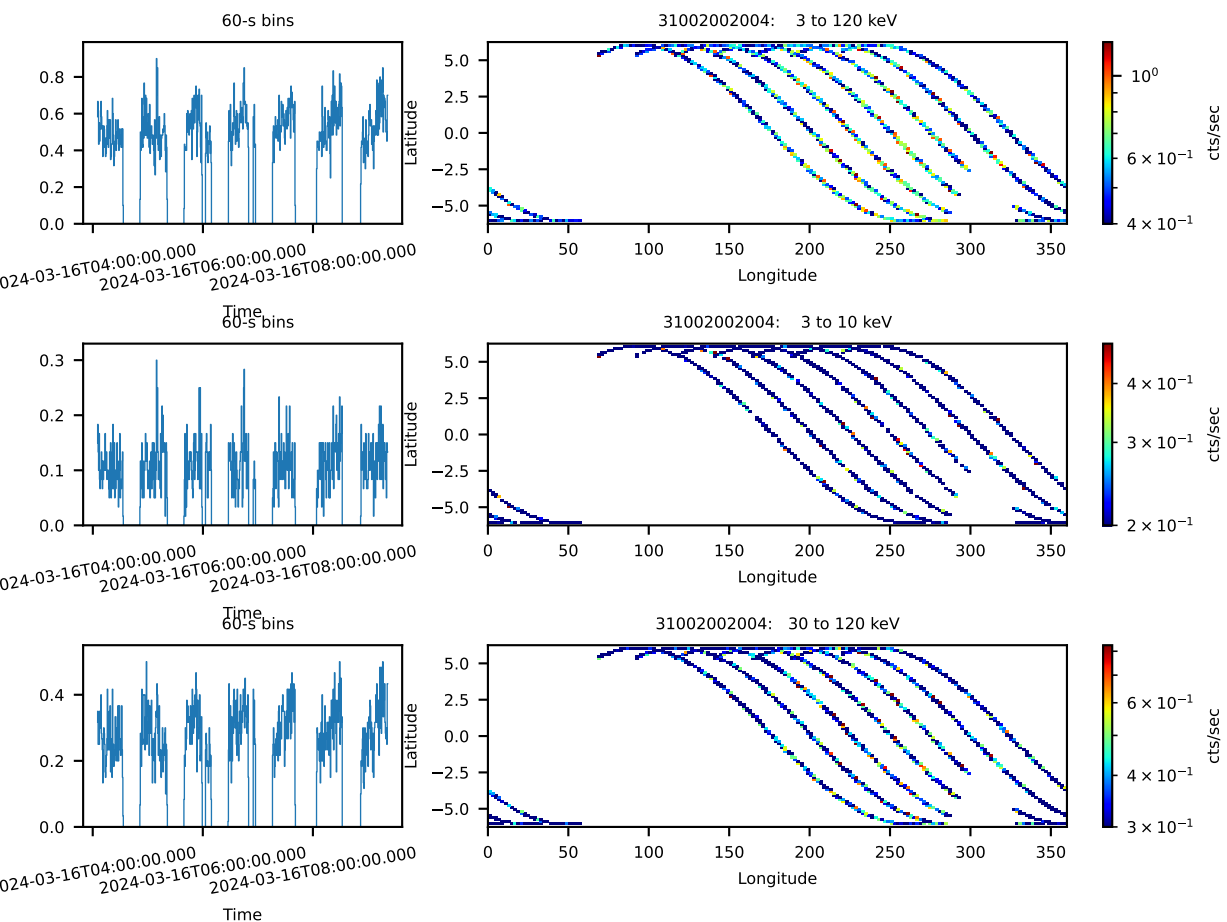 60-s bins
31002002004:    3 to 120 keV
0.8
0.6
0.4
0.2
0.0
Latitude
5.0
2.5
0.0
−2.5
−5.0
10⁰
6 × 10⁻¹
4 × 10⁻¹
cts/sec
0 50 100 150 200 250 300 350
Longitude
024-03-16T04:00:00.000
2024-03-16T06:00:00.000
2024-03-16T08:00:00.000
Time
60-s bins
31002002004:    3 to 10 keV
0.3
0.2
0.1
0.0
Latitude
5.0
2.5
0.0
−2.5
−5.0
4 × 10⁻¹
3 × 10⁻¹
2 × 10⁻¹
cts/sec
0 50 100 150 200 250 300 350
Longitude
024-03-16T04:00:00.000
2024-03-16T06:00:00.000
2024-03-16T08:00:00.000
Time
60-s bins
31002002004:   30 to 120 keV
0.4
0.2
0.0
Latitude
5.0
2.5
0.0
−2.5
−5.0
6 × 10⁻¹
4 × 10⁻¹
3 × 10⁻¹
cts/sec
0 50 100 150 200 250 300 350
Longitude
024-03-16T04:00:00.000
2024-03-16T06:00:00.000
2024-03-16T08:00:00.000
Time